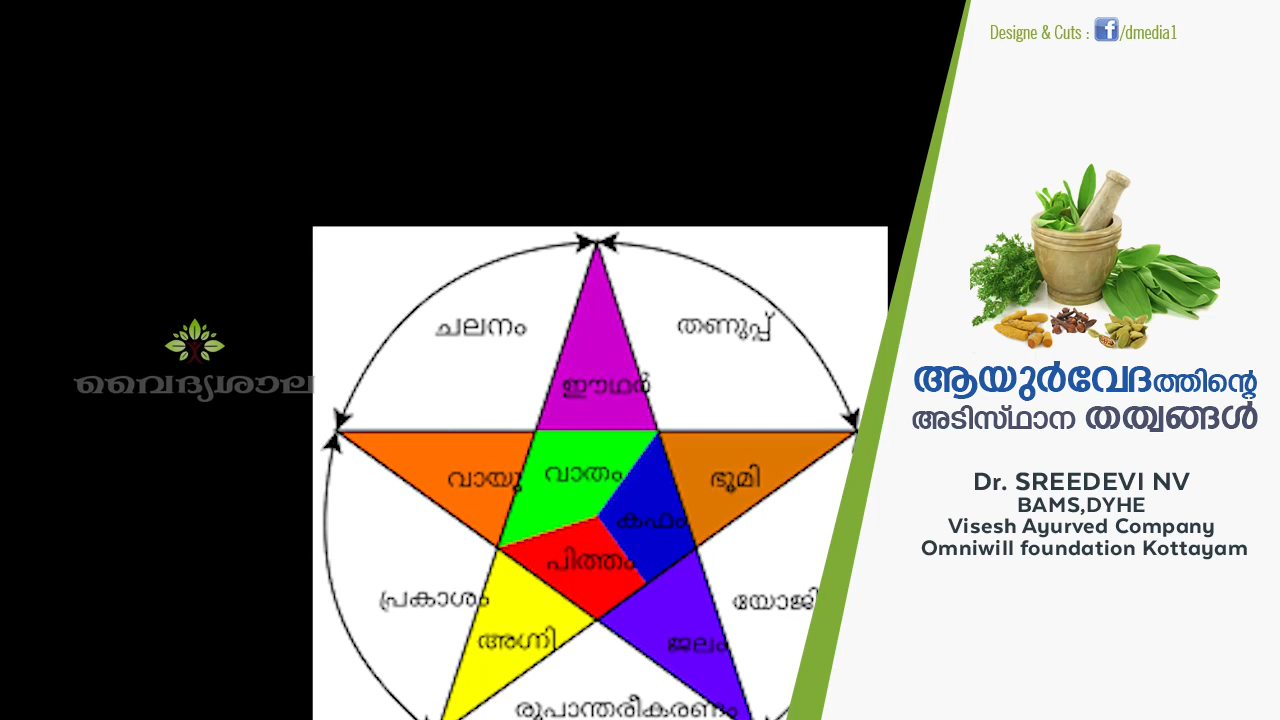 Designe & Cuts : f/dmedia1
ചലനം
തണുപ്പ്
ഈഥർ
വൈദ്യശാല
വായു
വാതം
ഭൂമി
കഫം
പിത്തം
പ്രകാശം
യോജി
അഗ്നി
ജലം
രൂപാന്തരീകരണം
ആയുർവേദത്തിന്റെ
അടിസ്ഥാന തത്വങ്ങൾ
Dr. SREEDEVI NV
BAMS,DYHE
Visesh Ayurved Company
Omniwill foundation Kottayam